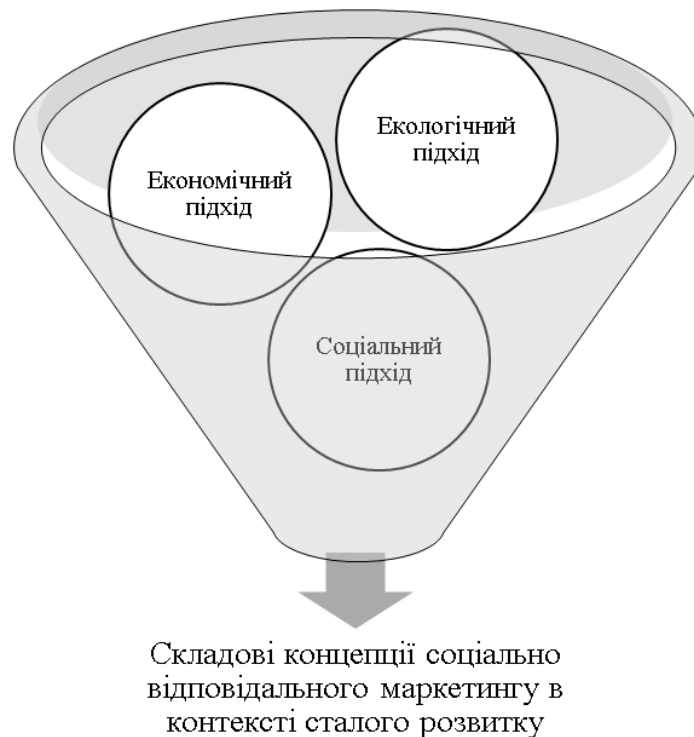 Екологічний
підхід
Економічний
підхід
Соціальний
підхід
Складові концепції соціально
відповідального маркетингу в
контексті сталого розвитку